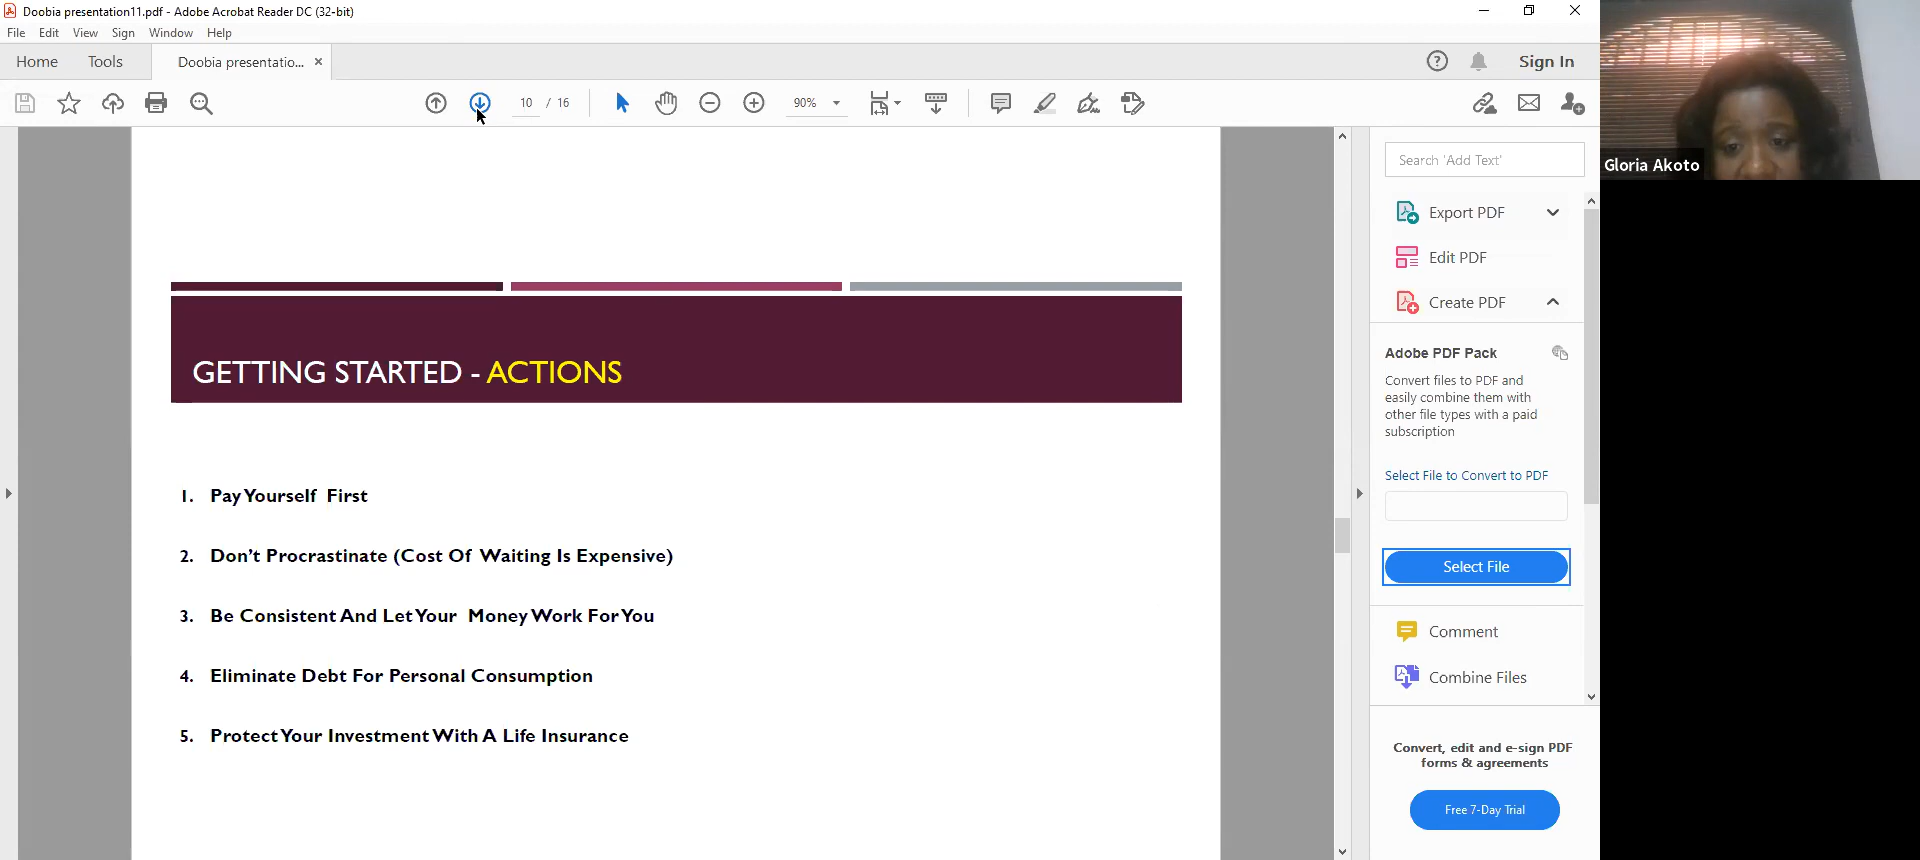 Doobia presentation11.pdf - Adobe Acrobat Reader DC (32-bit)
File Edit View Sign Window Help
Home Tools Doobia presentatio... × Sign In
10 / 16 90%
Search 'Add Text'
Gloria Akoto
Export PDF
Edit PDF
Create PDF
Adobe PDF Pack
Convert files to PDF and
easily combine them with
other file types with a paid
subscription
Select File to Convert to PDF
Select File
Comment
Combine Files
Convert, edit and e-sign PDF
forms & agreements
Free 7-Day Trial
GETTING STARTED - ACTIONS
1. Pay Yourself First
2. Don't Procrastinate (Cost Of Waiting Is Expensive)
3. Be Consistent And Let Your Money Work For You
4. Eliminate Debt For Personal Consumption
5. Protect Your Investment With A Life Insurance